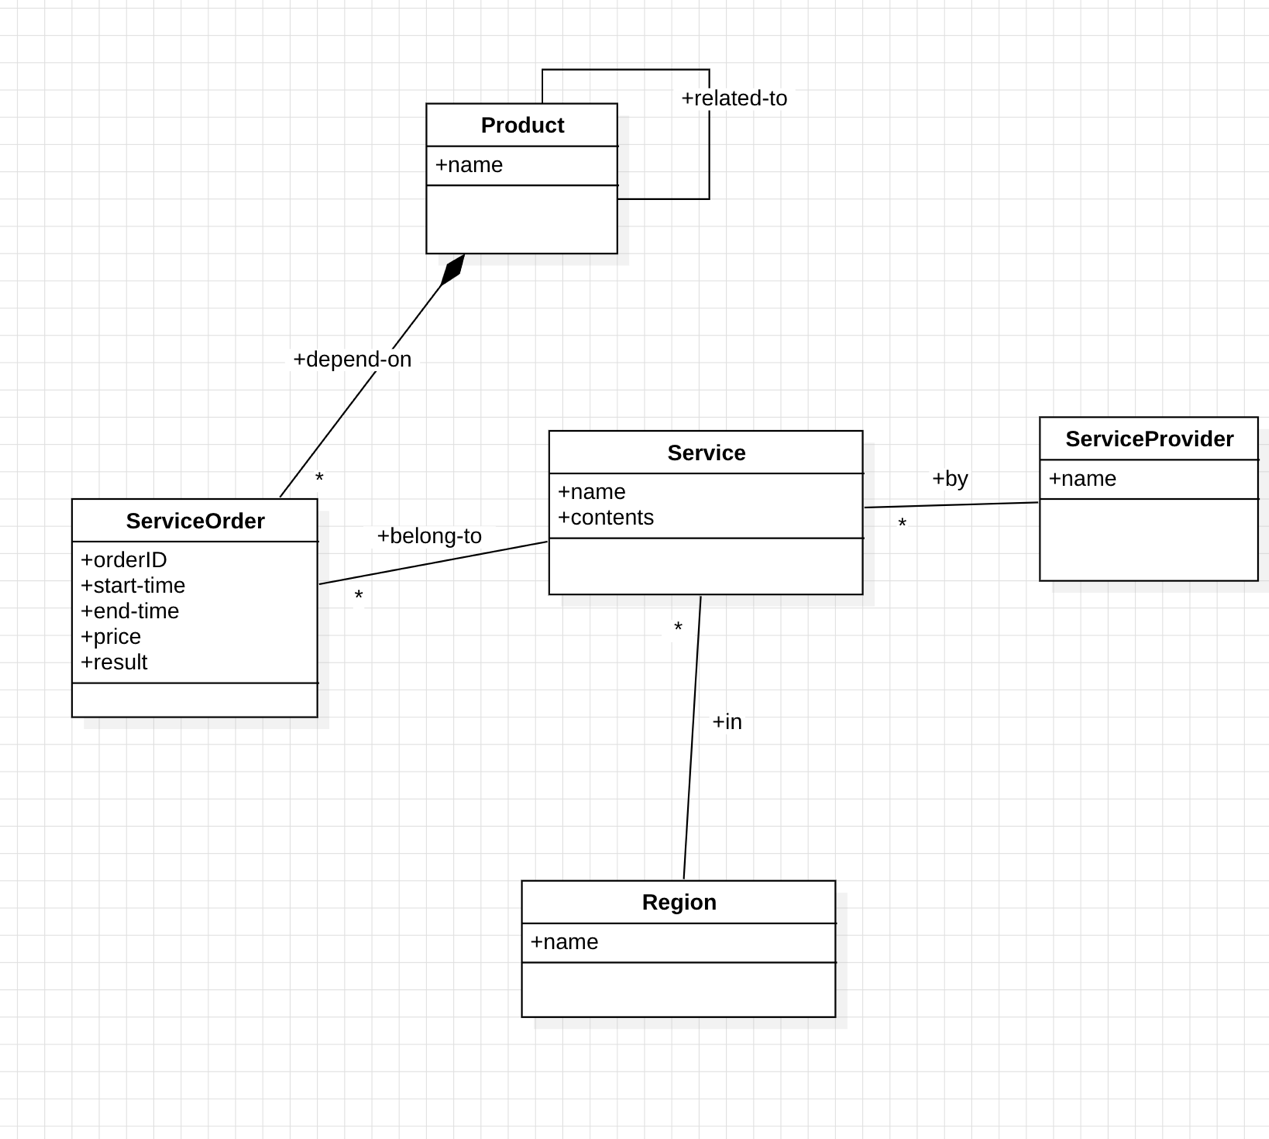 +related-to
Product
+name
+depend-on
*
Service
+name
+contents
ServiceProvider
+name
+by
*
ServiceOrder
+orderID
+start-time
+end-time
+price
+result
+belong-to
*
*
+in
Region
+name